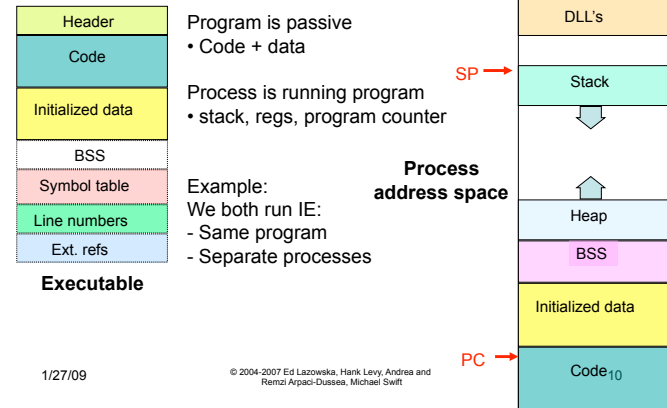 Header
Code
Initialized data
BSS
Symbol table
Line numbers
Ext. refs
Executable
Program is passive
• Code + data
Process is running program
• stack, regs, program counter
Example:
We both run IE:
- Same program
- Separate processes
Process
address space
DLL's
SP
Stack
Heap
BSS
Initialized data
PC
Code
1/27/09
© 2004-2007 Ed Lazowska, Hank Levy, Andrea and
Remzi Arpaci-Dussea, Michael Swift
10